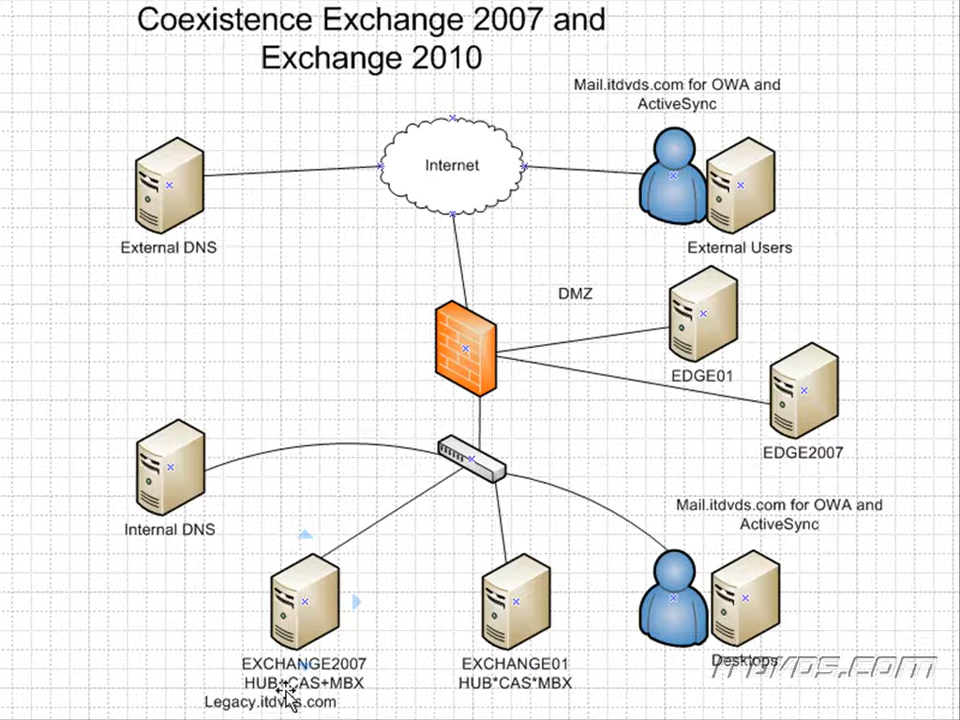 Coexistence Exchange 2007 and
Exchange 2010
Mail.itdvds.com for OWA and
ActiveSync
Internet
External DNS
External Users
DMZ
EDGE01
EDGE2007
Internal DNS
Mail.itdvds.com for OWA and
ActiveSync
EXCHANGE2007
HUB+CAS+MBX
Legacy.itdvds.com
EXCHANGE01
HUB*CAS*MBX
Desktops
ITDVDS.COM